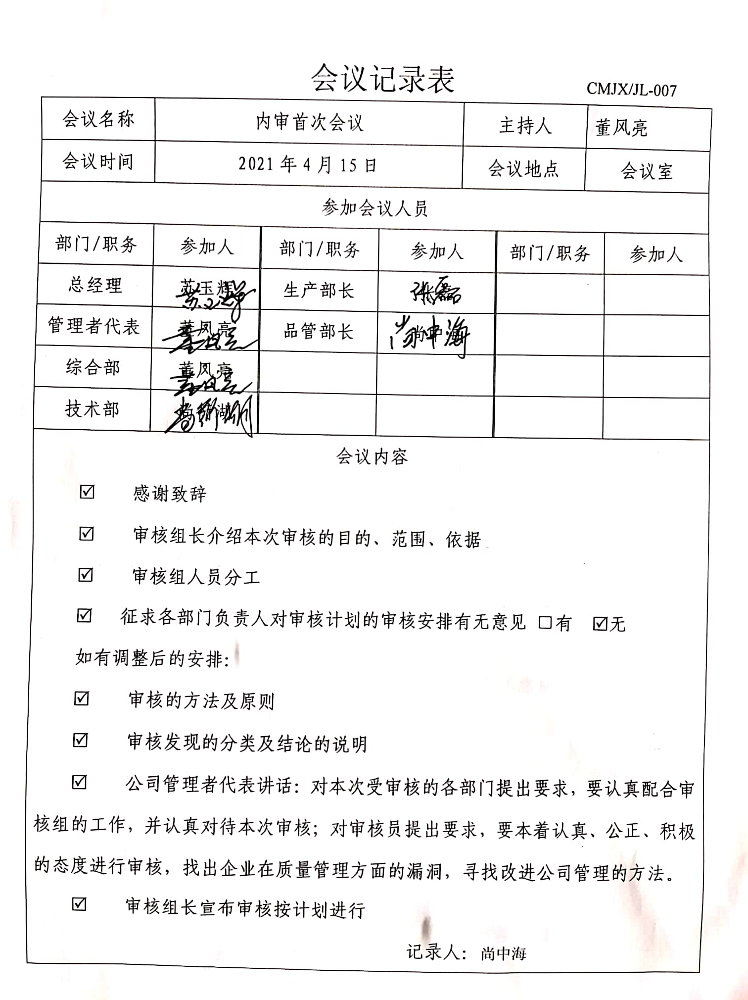 会议记录表
CMJX/JL-007
会议名称 内审首次会议 主持人 董风亮
会议时间 2021 年 4 月 15 日 会议地点 会议室
参加会议人员
部门/职务 参加人 部门/职务 参加人 部门/职务 参加人
总经理 苏玉辉 生产部长 张磊
管理者代表 董凤亮 品管部长 尚中海
综合部 董凤亮
技术部
会议内容
☑ 感谢致辞
☑ 审核组长介绍本次审核的目的、范围、依据
☑ 审核组人员分工
☑ 征求各部门负责人对审核计划的审核安排有无意见 □有 ☑无
如有调整后的安排：
☑ 审核的方法及原则
☑ 审核发现的分类及结论的说明
☑ 公司管理者代表讲话：对本次受审核的各部门提出要求，要认真配合审
核组的工作，并认真对待本次审核；对审核员提出要求，要本着认真、公正、积极
的态度进行审核，找出企业在质量管理方面的漏洞，寻找改进公司管理的方法。
☑ 审核组长宣布审核按计划进行
记录人： 尚中海